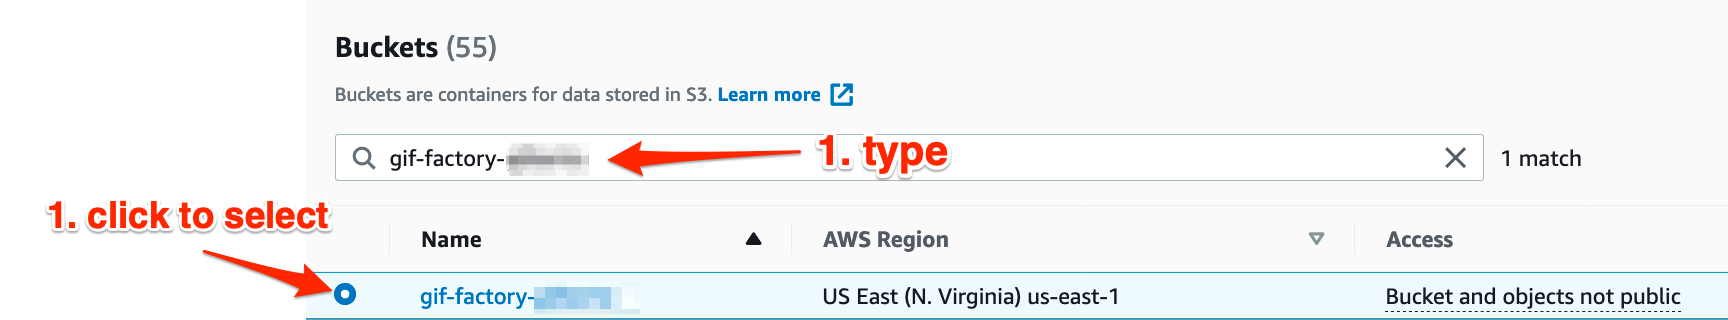 Buckets (55)
Buckets are containers for data stored in S3. Learn more
gif-factory-
1. type
1 match
1. click to select
Name
AWS Region
Access
gif-factory-
US East (N. Virginia) us-east-1
Bucket and objects not public